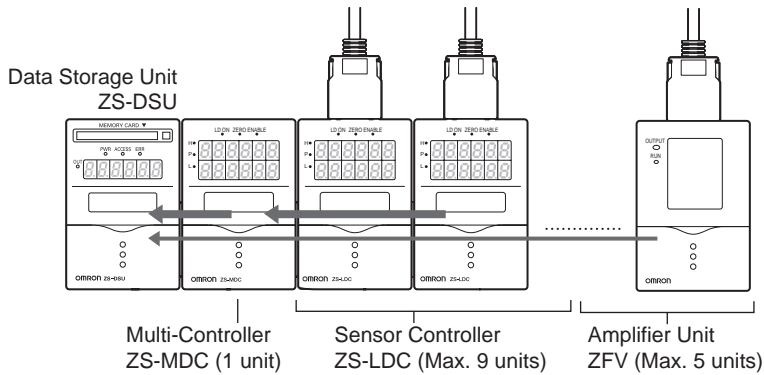 Data Storage Unit
ZS-DSU
MEMORY CARD ▼
PWR ACCESS ERR
OUT
OMRON ZS-DSU
LD ON ZERO ENABLE
H
P
L
OMRON ZS-MDC
LD ON ZERO ENABLE
H
P
L
OMRON ZS-LDC
LD ON ZERO ENABLE
H
P
L
OMRON ZS-LDC
OUTPUT
RUN
OMRON
Multi-Controller
ZS-MDC (1 unit)
Sensor Controller
ZS-LDC (Max. 9 units)
Amplifier Unit
ZFV (Max. 5 units)